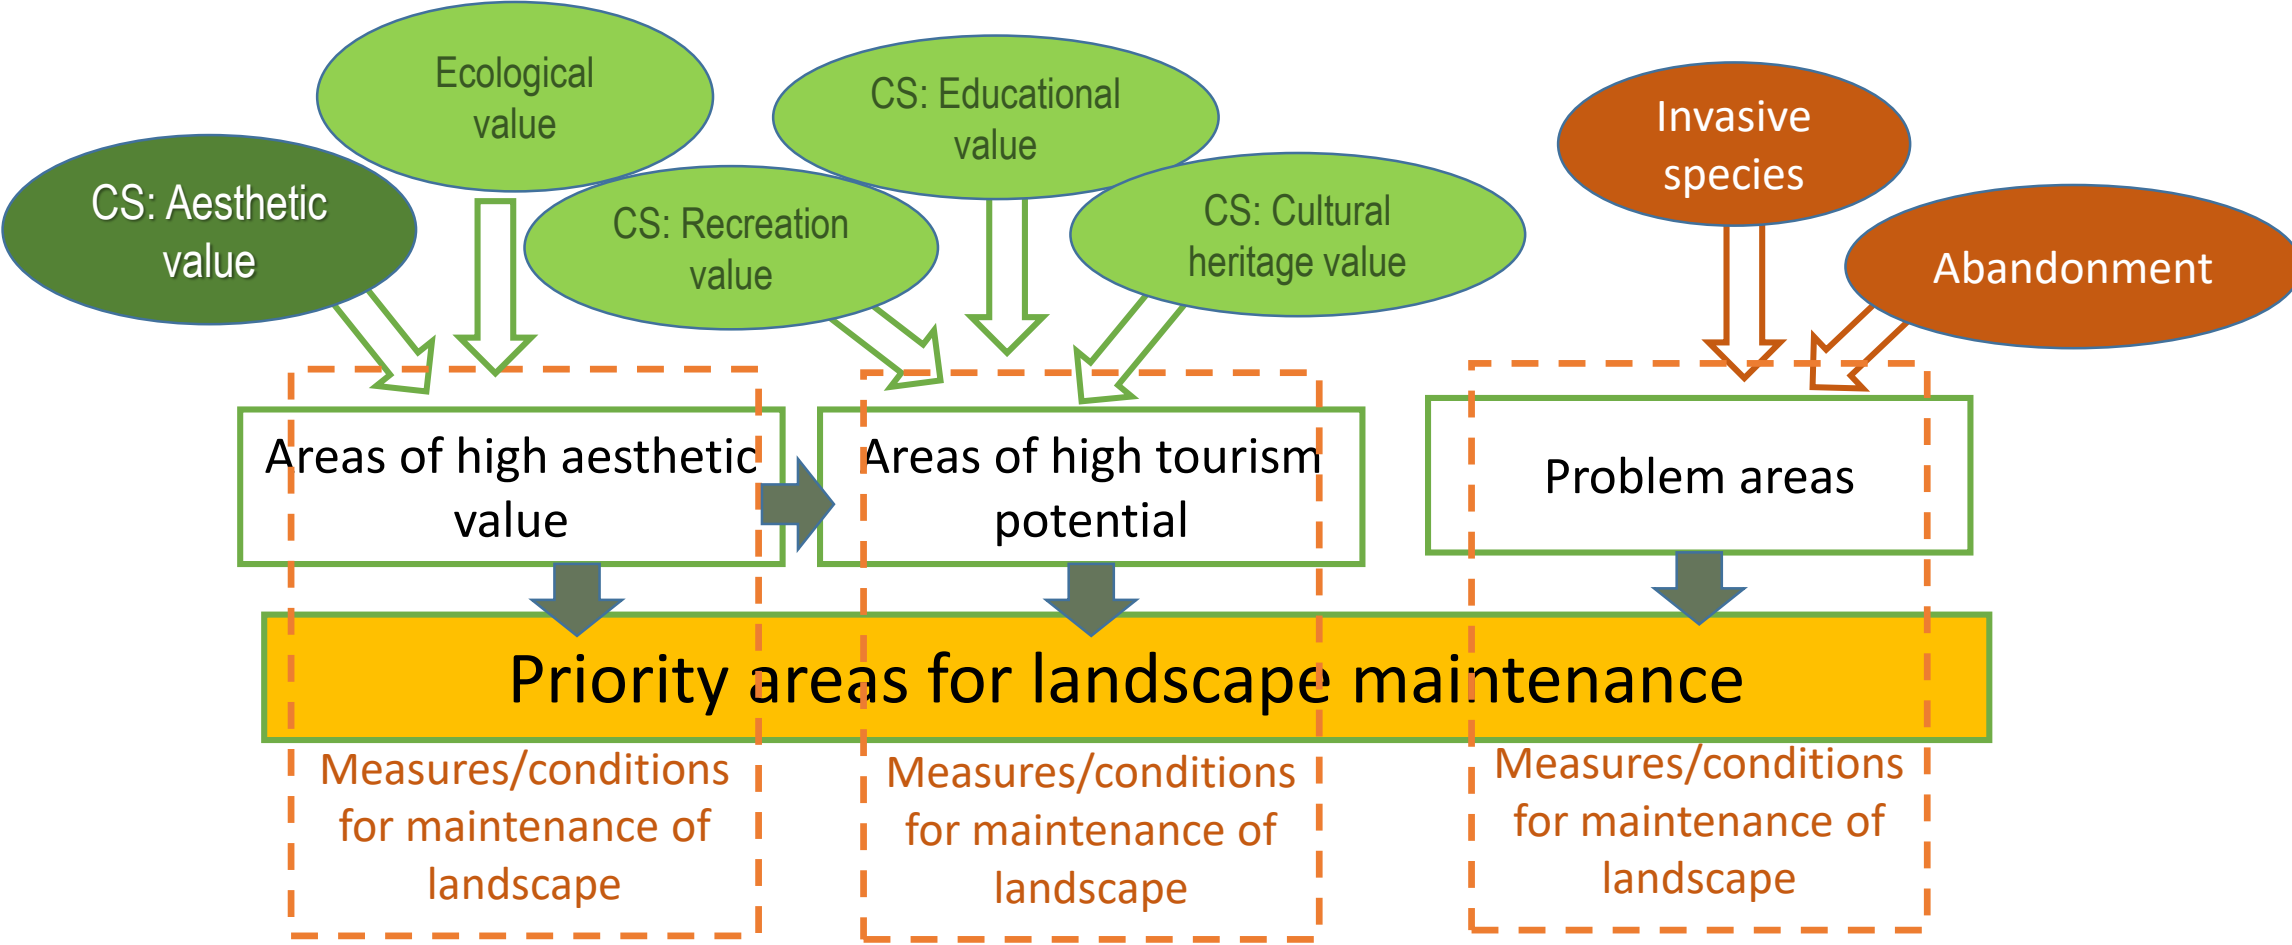 Ecological
value
CS: Educational
value
Invasive
species
CS: Aesthetic
value
CS: Recreation
value
CS: Cultural
heritage value
Abandonment
Areas of high aesthetic
value
Areas of high tourism
potential
Problem areas
Priority areas for landscape maintenance
Measures/conditions
for maintenance of
landscape
Measures/conditions
for maintenance of
landscape
Measures/conditions
for maintenance of
landscape